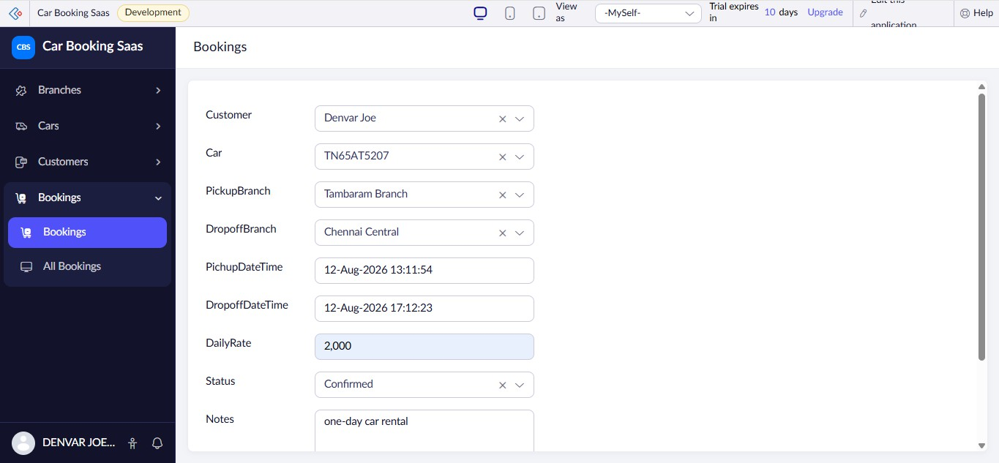 Car Booking Saas
Development
View as
-MySelf-
Trial expires in
10 days
Upgrade
Edit this application
Help
CBS
Car Booking Saas
Bookings
Branches
Cars
Customers
Bookings
Bookings
All Bookings
DENVAR JOE...
Customer
Denvar Joe
Car
TN65AT5207
PickupBranch
Tambaram Branch
DropoffBranch
Chennai Central
PichupDateTime
12-Aug-2026 13:11:54
DropoffDateTime
12-Aug-2026 17:12:23
DailyRate
2,000
Status
Confirmed
Notes
one-day car rental